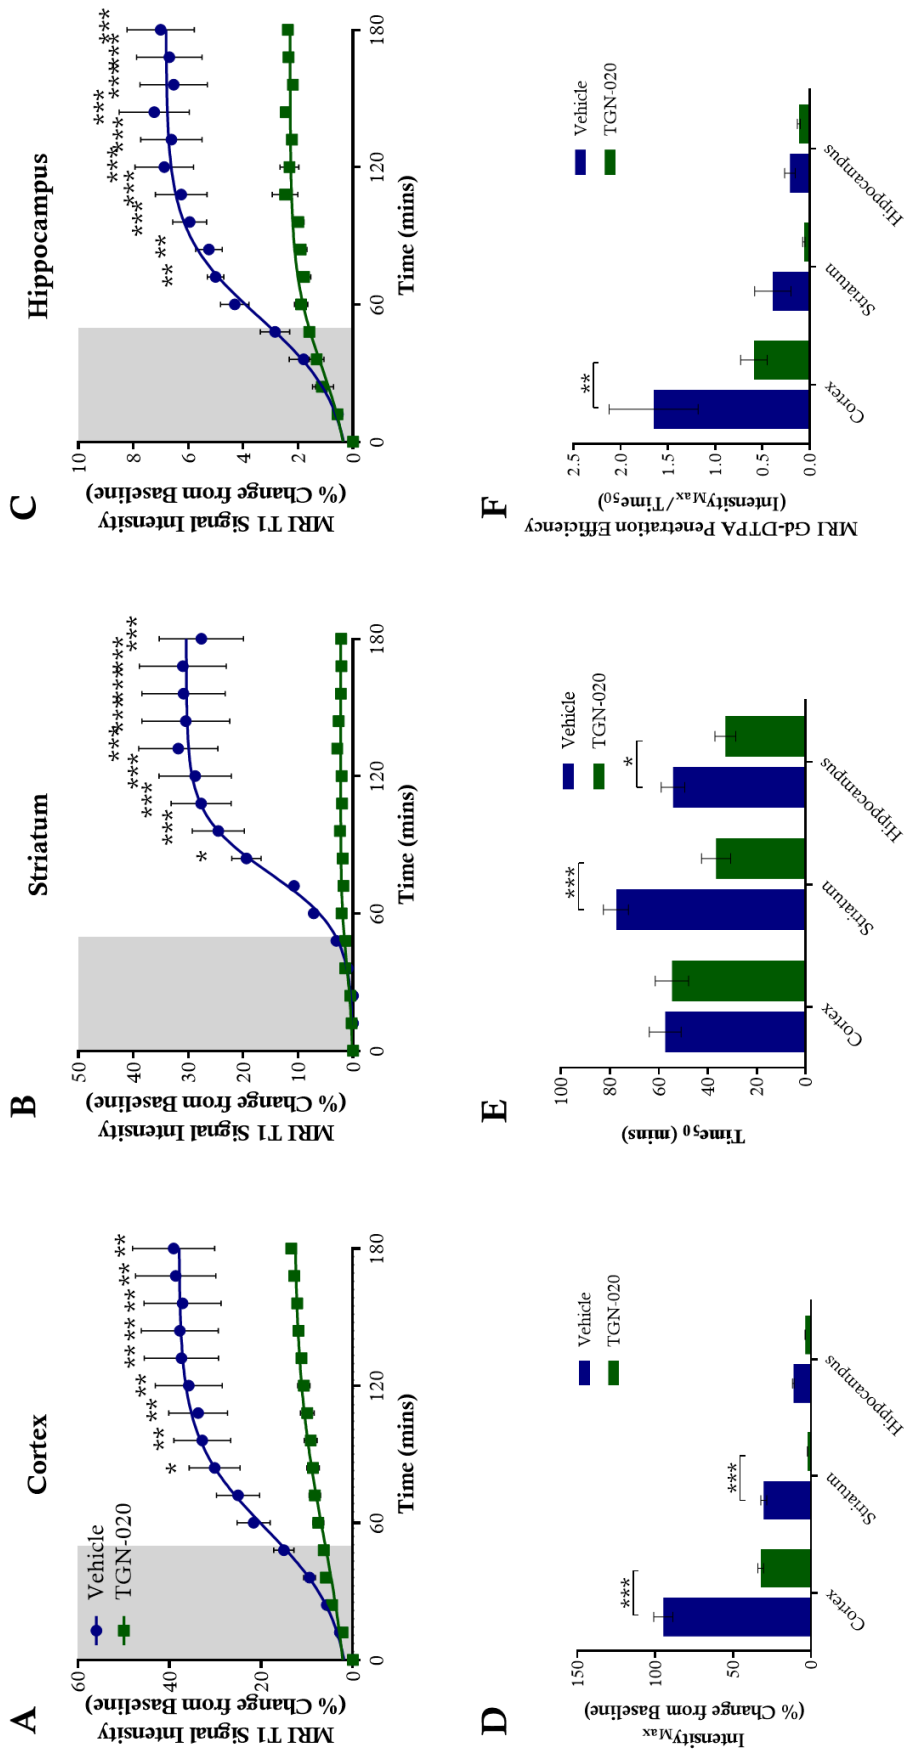 A
Cortex
MRI T1 Signal Intensity
(% Change from Baseline)
60
40
20
0
Vehicle
TGN-020
*
**
**
**
**
**
**
**
**
0
60
120
180
Time (mins)
B
Striatum
MRI T1 Signal Intensity
(% Change from Baseline)
50
40
30
20
10
0
*
***
***
***
***
***
***
***
***
0
60
120
180
Time (mins)
C
Hippocampus
MRI T1 Signal Intensity
(% Change from Baseline)
10
8
6
4
2
0
**
**
***
***
***
***
***
***
***
***
0
60
120
180
Time (mins)
D
IntensityMax
(% Change from Baseline)
150
100
50
0
Vehicle
TGN-020
***
***
Cortex
Striatum
Hippocampus
E
Time50 (mins)
100
80
60
40
20
0
Vehicle
TGN-020
***
*
Cortex
Striatum
Hippocampus
F
MRI Gd-DTPA Penetration Efficiency
(IntensityMax/Time50)
2.5
2.0
1.5
1.0
0.5
0.0
Vehicle
TGN-020
**
Cortex
Striatum
Hippocampus